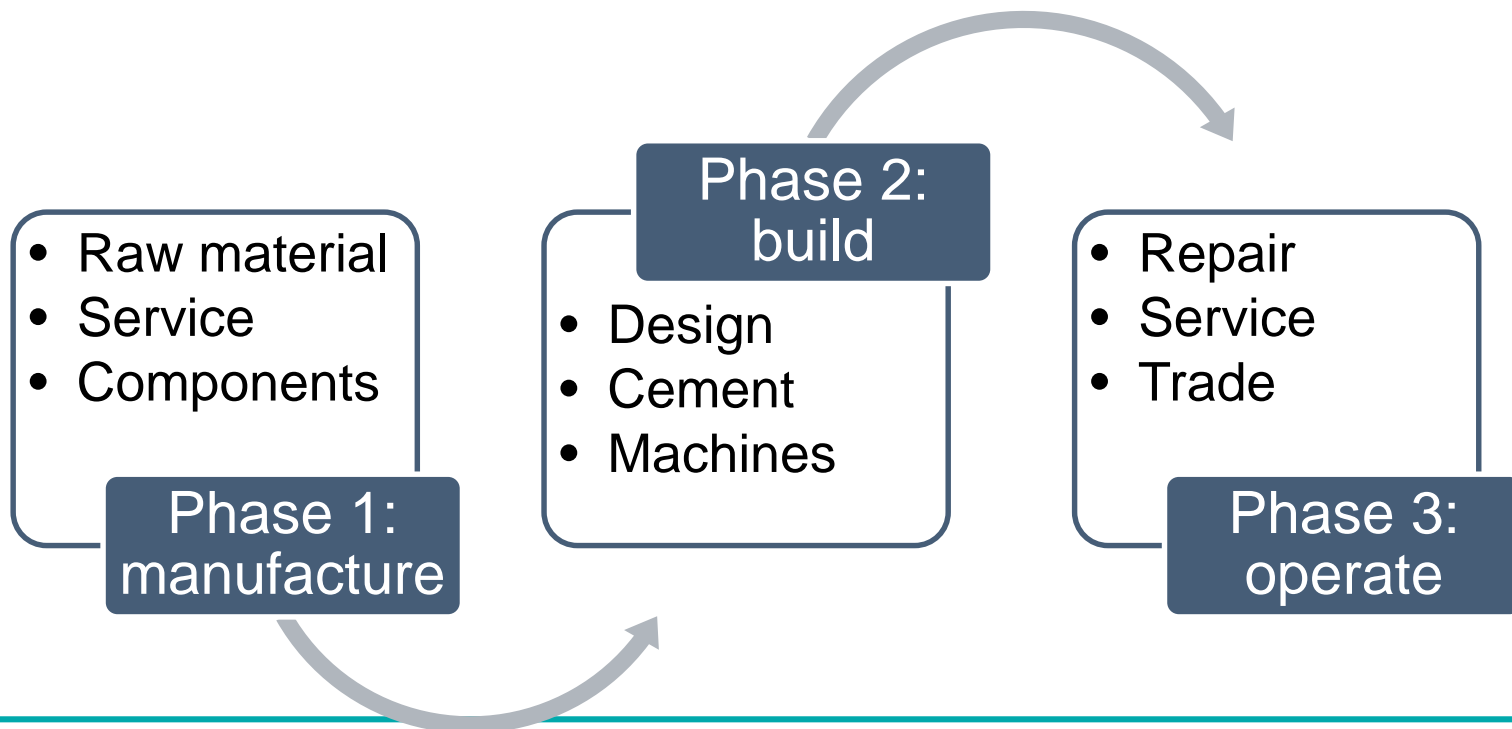 • Raw material
• Service
• Components
Phase 1:
manufacture
Phase 2:
build
• Design
• Cement
• Machines
• Repair
• Service
• Trade
Phase 3:
operate